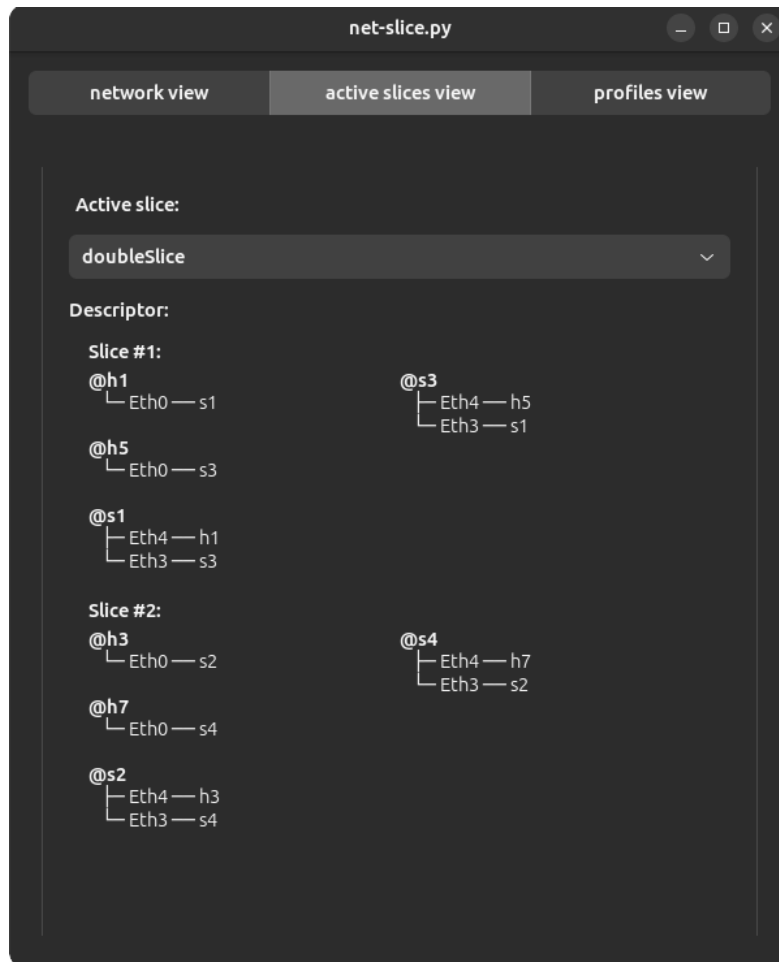 net-slice.py
network view
active slices view
profiles view
Active slice:
doubleSlice
Descriptor:
Slice #1:
@h1
Eth0 s1
@h5
Eth0 s3
@s1
Eth4 h1
Eth3 s3
@s3
Eth4 h5
Eth3 s1
Slice #2:
@h3
Eth0 s2
@h7
Eth0 s4
@s2
Eth4 h3
Eth3 s4
@s4
Eth4 h7
Eth3 s2